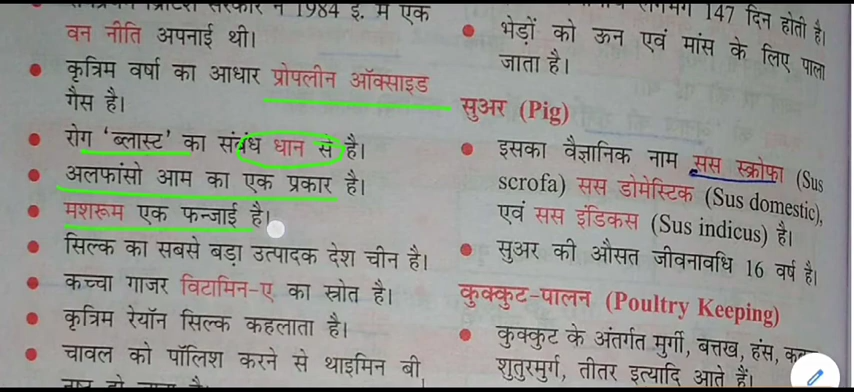 ब्रिटिश सरकार ने 1984 ई. में एक
वन नीति अपनाई थी।
कृत्रिम वर्षा का आधार प्रोपलीन ऑक्साइड
गैस है।
रोग ‘ब्लास्ट’ का संबंध धान से है।
अलफांसो आम का एक प्रकार है।
मशरूम एक फन्जाई है।
सिल्क का सबसे बड़ा उत्पादक देश चीन है।
कच्चा गाजर विटामिन-ए का स्रोत है।
कृत्रिम रेयॉन सिल्क कहलाता है।
चावल को पॉलिश करने से थाइमिन बी
147 दिन होती है।
भेड़ों को ऊन एवं मांस के लिए पाला
जाता है।
सुअर (Pig)
इसका वैज्ञानिक नाम सस स्क्रोफा (Sus
scrofa) सस डोमेस्टिक (Sus domestic),
एवं सस इंडिकस (Sus indicus) है।
सुअर की औसत जीवनावधि 16 वर्ष है।
कुक्कुट-पालन (Poultry Keeping)
कुक्कुट के अंतर्गत मुर्गी, बत्तख, हंस,
शुतुरमुर्ग, तीतर इत्यादि आते हैं।